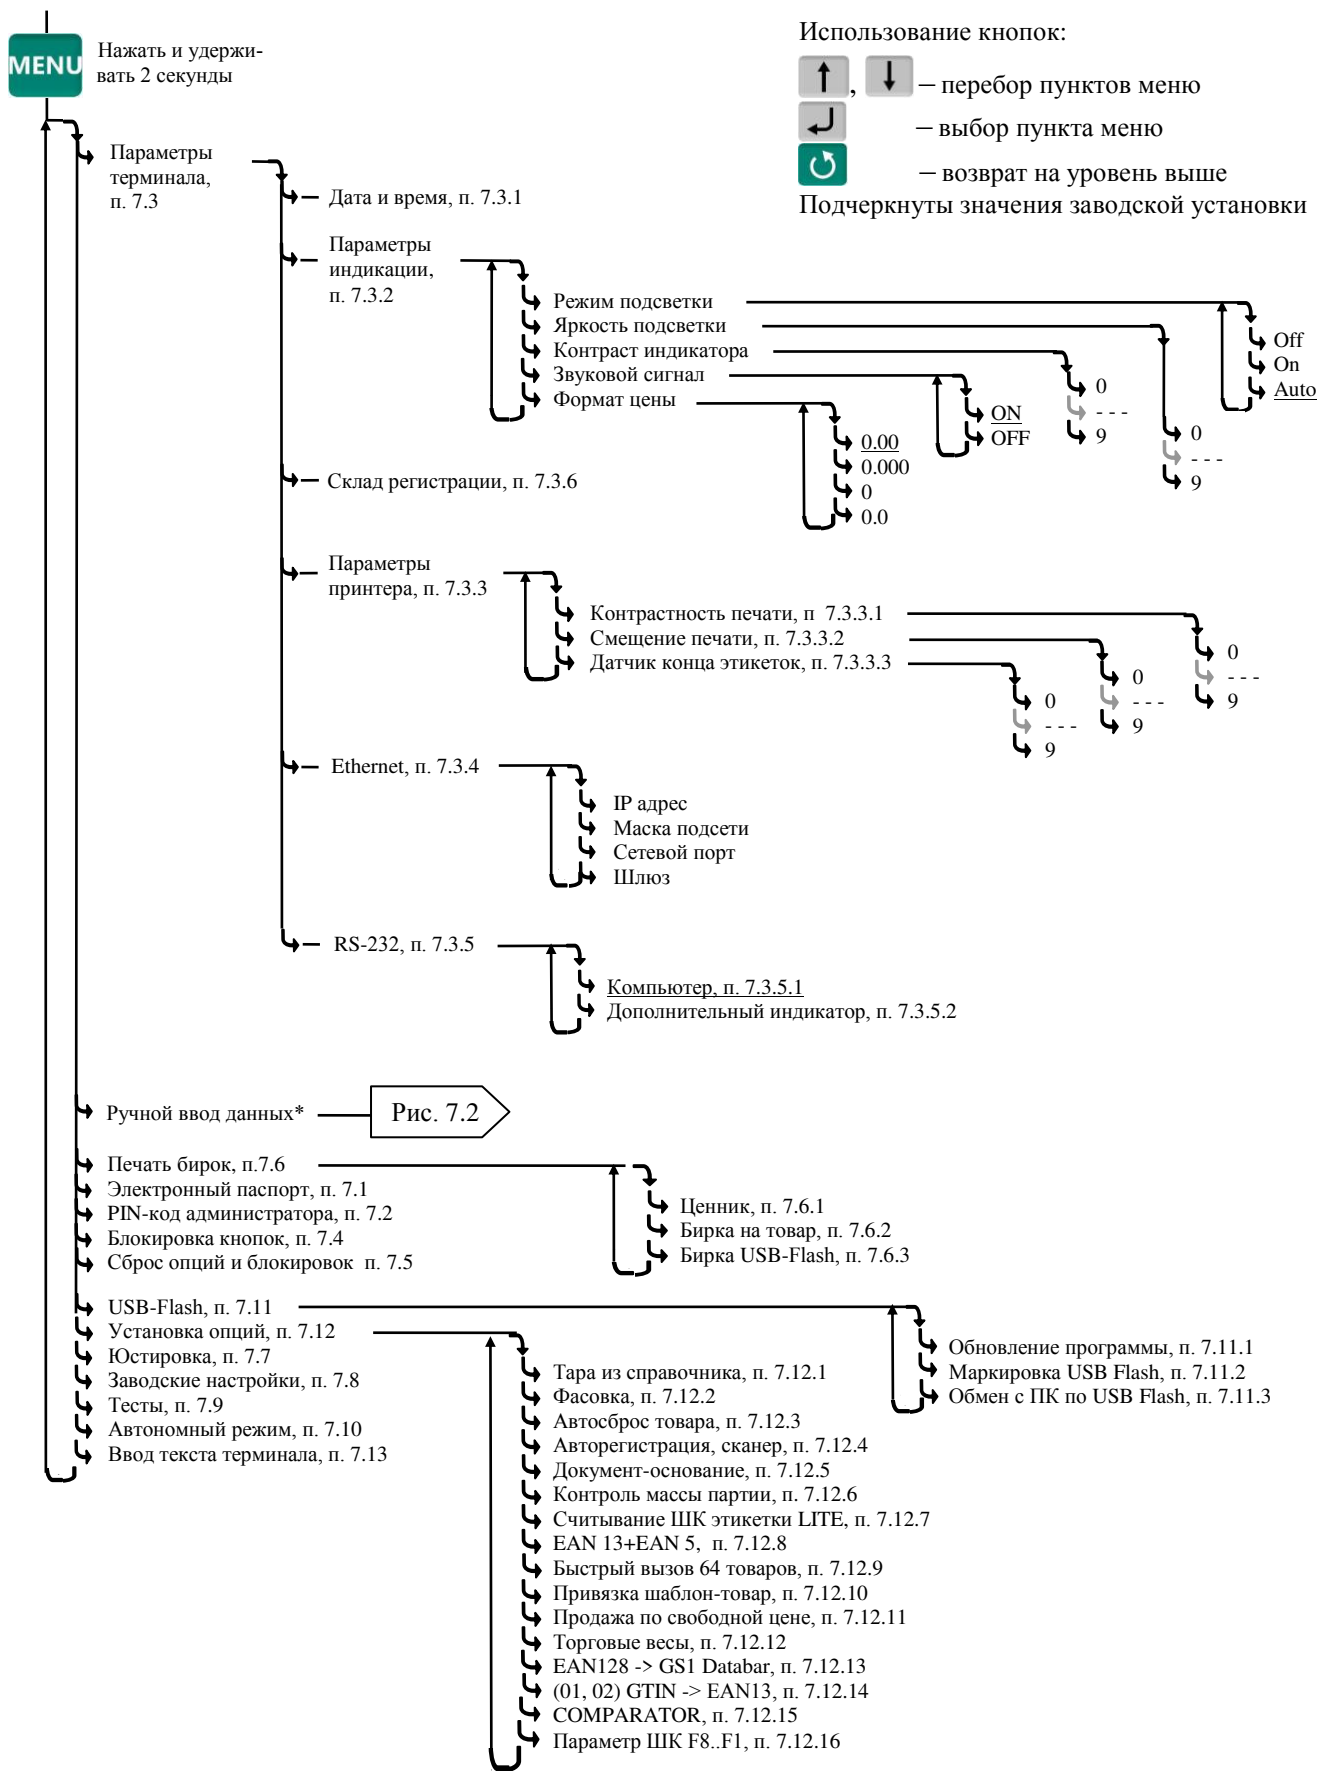 MENU
Нажать и удержи-
вать 2 секунды
Использование кнопок:
, – перебор пунктов меню
– выбор пункта меню
– возврат на уровень выше
Подчеркнуты значения заводской установки
Параметры
терминала,
п. 7.3
Дата и время, п. 7.3.1
Параметры
индикации,
п. 7.3.2
Режим подсветки
Яркость подсветки
Контраст индикатора
Звуковой сигнал
Формат цены
Off
On
Auto
0
- - -
9
0
- - -
9
ON
OFF
0.00
0.000
0
0.0
Склад регистрации, п. 7.3.6
Параметры
принтера, п. 7.3.3
Контрастность печати, п 7.3.3.1
Смещение печати, п. 7.3.3.2
Датчик конца этикеток, п. 7.3.3.3
0
- - -
9
0
- - -
9
0
- - -
9
Ethernet, п. 7.3.4
IP адрес
Маска подсети
Сетевой порт
Шлюз
RS-232, п. 7.3.5
Компьютер, п. 7.3.5.1
Дополнительный индикатор, п. 7.3.5.2
Ручной ввод данных*
Рис. 7.2
Печать бирок, п.7.6
Электронный паспорт, п. 7.1
PIN-код администратора, п. 7.2
Блокировка кнопок, п. 7.4
Сброс опций и блокировок п. 7.5
Ценник, п. 7.6.1
Бирка на товар, п. 7.6.2
Бирка USB-Flash, п. 7.6.3
USB-Flash, п. 7.11
Установка опций, п. 7.12
Юстировка, п. 7.7
Заводские настройки, п. 7.8
Тесты, п. 7.9
Автономный режим, п. 7.10
Ввод текста терминала, п. 7.13
Обновление программы, п. 7.11.1
Маркировка USB Flash, п. 7.11.2
Обмен с ПК по USB Flash, п. 7.11.3
Тара из справочника, п. 7.12.1
Фасовка, п. 7.12.2
Автосброс товара, п. 7.12.3
Авторегистрация, сканер, п. 7.12.4
Документ-основание, п. 7.12.5
Контроль массы партии, п. 7.12.6
Считывание ШК этикетки LITE, п. 7.12.7
EAN 13+EAN 5, п. 7.12.8
Быстрый вызов 64 товаров, п. 7.12.9
Привязка шаблон-товар, п. 7.12.10
Продажа по свободной цене, п. 7.12.11
Торговые весы, п. 7.12.12
EAN128 -> GS1 Databar, п. 7.12.13
(01, 02) GTIN -> EAN13, п. 7.12.14
COMPARATOR, п. 7.12.15
Параметр ШК F8..F1, п. 7.12.16